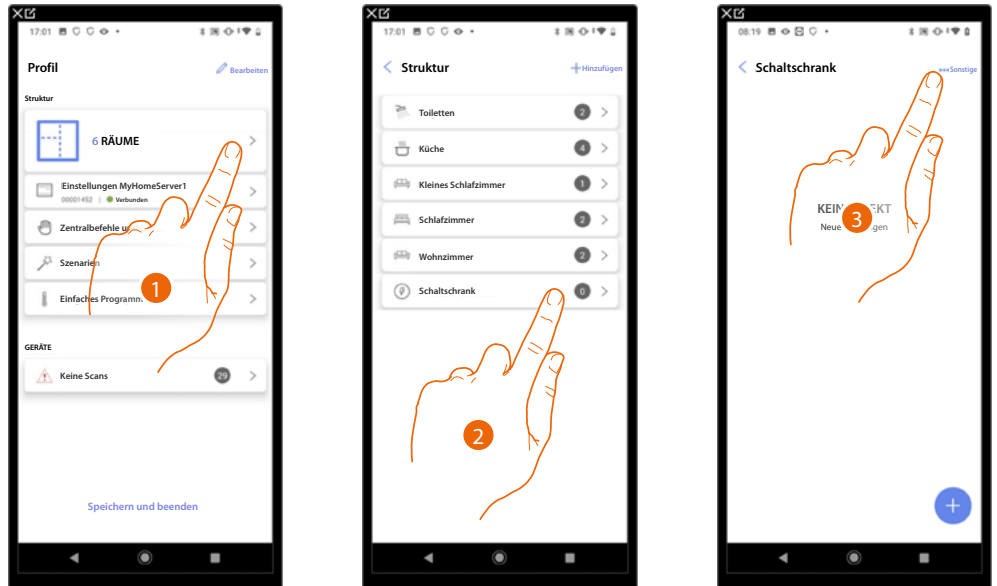 17:01
Profil
Bearbeiten
Struktur
6 RÄUME
Einstellungen MyHomeServer1
00001452 | Verbunden
Zentralbefehle u
Szenarien
Einfaches Programm
1
GERÄTE
Keine Scans 29
Speichern und beenden
17:01
Struktur
Hinzufügen
Toiletten 2
Küche 4
Kleines Schlafzimmer 1
Schlafzimmer 2
Wohnzimmer 2
Schaltschrank 0
2
08:19
Schaltschrank
Sonstige
KEIN EKT
Neue gen
3